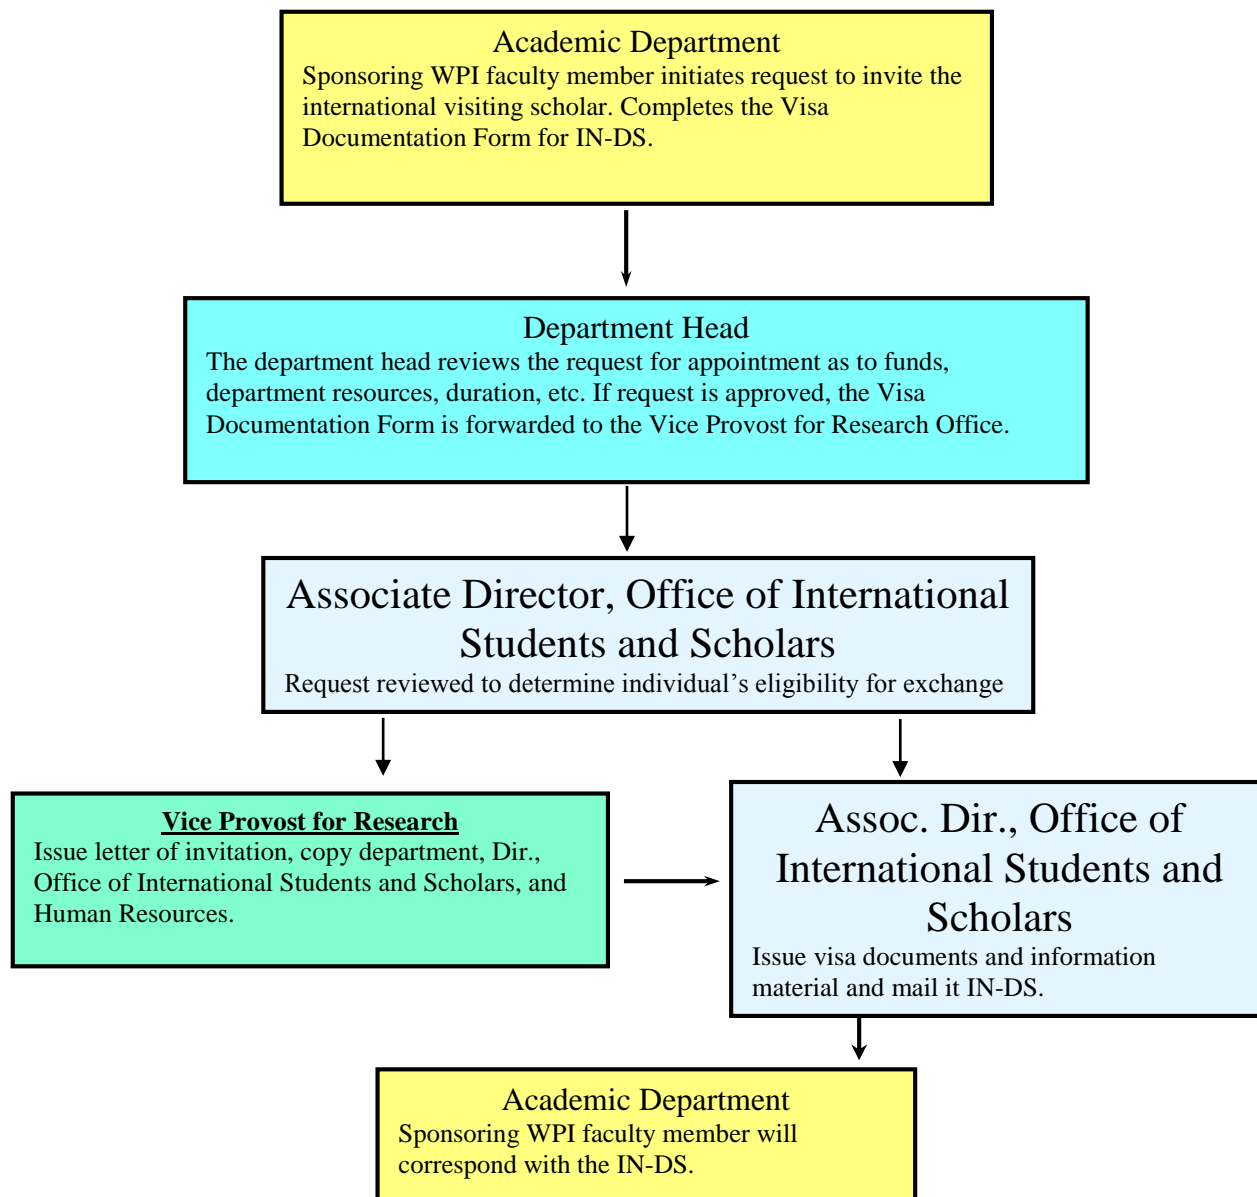 Academic Department
Sponsoring WPI faculty member initiates request to invite the
international visiting scholar. Completes the Visa
Documentation Form for IN-DS.
Department Head
The department head reviews the request for appointment as to funds,
department resources, duration, etc. If request is approved, the Visa
Documentation Form is forwarded to the Vice Provost for Research Office.
Associate Director, Office of International
Students and Scholars
Request reviewed to determine individual’s eligibility for exchange
Vice Provost for Research
Issue letter of invitation, copy department, Dir.,
Office of International Students and Scholars, and
Human Resources.
Assoc. Dir., Office of
International Students and
Scholars
Issue visa documents and information
material and mail it IN-DS.
Academic Department
Sponsoring WPI faculty member will
correspond with the IN-DS.